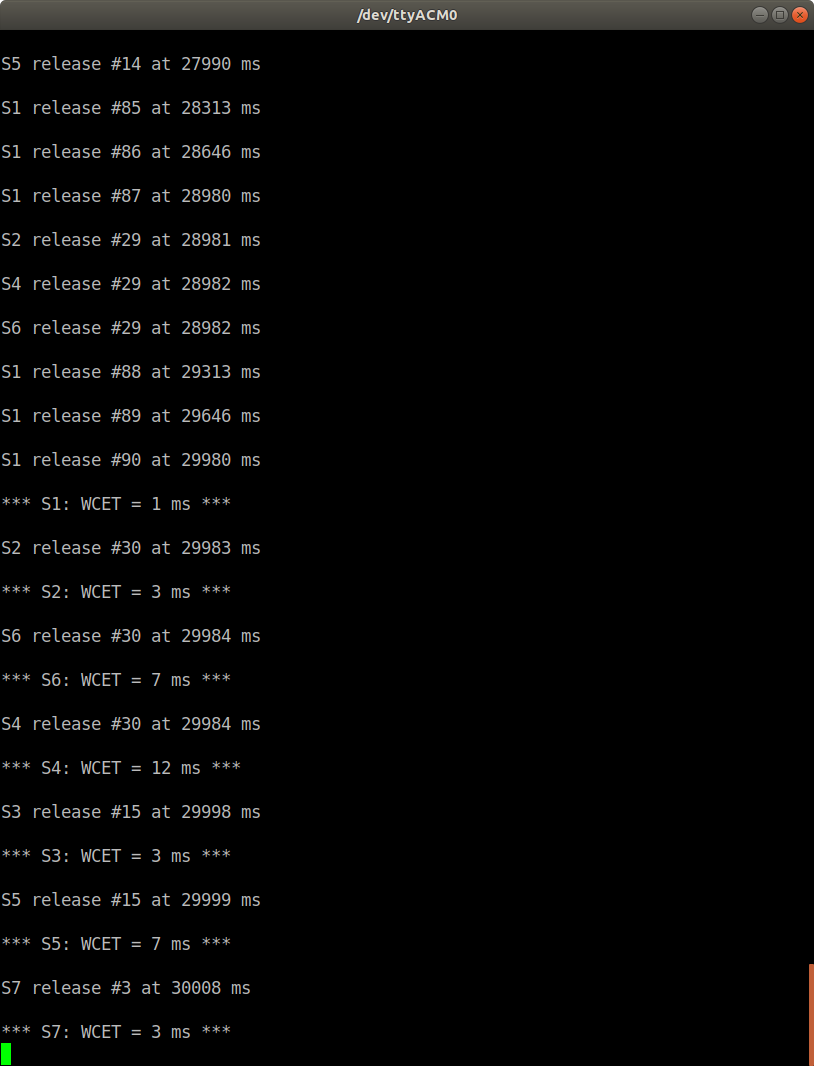 /dev/ttyACM0
S5 release #14 at 27990 ms
S1 release #85 at 28313 ms
S1 release #86 at 28646 ms
S1 release #87 at 28980 ms
S2 release #29 at 28981 ms
S4 release #29 at 28982 ms
S6 release #29 at 28982 ms
S1 release #88 at 29313 ms
S1 release #89 at 29646 ms
S1 release #90 at 29980 ms
*** S1: WCET = 1 ms ***
S2 release #30 at 29983 ms
*** S2: WCET = 3 ms ***
S6 release #30 at 29984 ms
*** S6: WCET = 7 ms ***
S4 release #30 at 29984 ms
*** S4: WCET = 12 ms ***
S3 release #15 at 29998 ms
*** S3: WCET = 3 ms ***
S5 release #15 at 29999 ms
*** S5: WCET = 7 ms ***
S7 release #3 at 30008 ms
*** S7: WCET = 3 ms ***